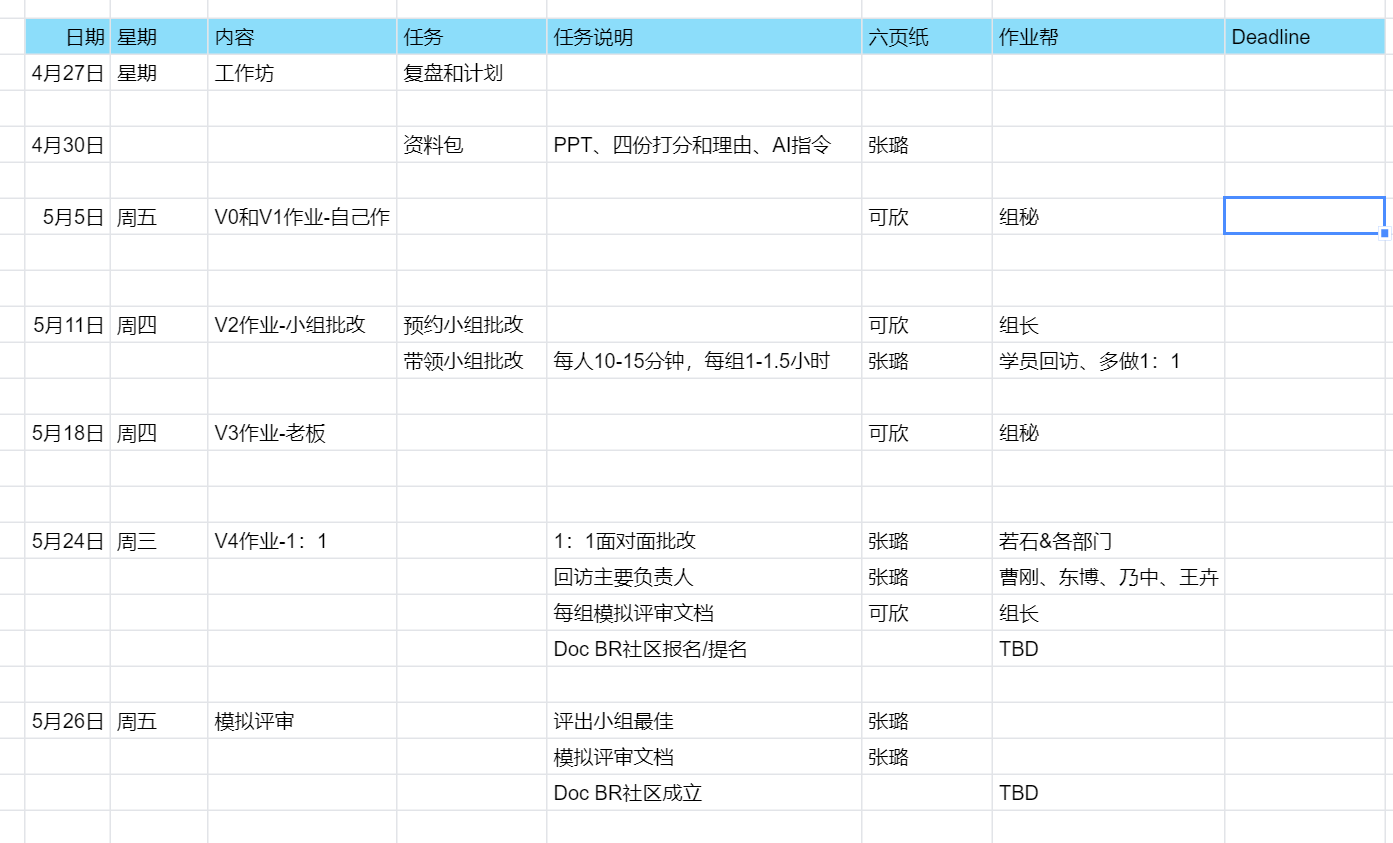 日期 星期 内容 任务 任务说明 六页纸 作业帮 Deadline
4月27日 星期 工作坊 复盘和计划
4月30日 资料包 PPT、四份打分和理由、AI指令 张璐
5月5日 周五 V0和V1作业-自己作 可欣 组秘
5月11日 周四 V2作业-小组批改 预约小组批改 可欣 组长
带领小组批改 每人10-15分钟，每组1-1.5小时 张璐 学员回访、多做1：1
5月18日 周四 V3作业-老板 可欣 组秘
5月24日 周三 V4作业-1：1 1：1面对面批改 张璐 若石&各部门
回访主要负责人 张璐 曹刚、东博、乃中、王卉
每组模拟评审文档 可欣 组长
Doc BR社区报名/提名 TBD
5月26日 周五 模拟评审 评出小组最佳 张璐
模拟评审文档 张璐
Doc BR社区成立 TBD